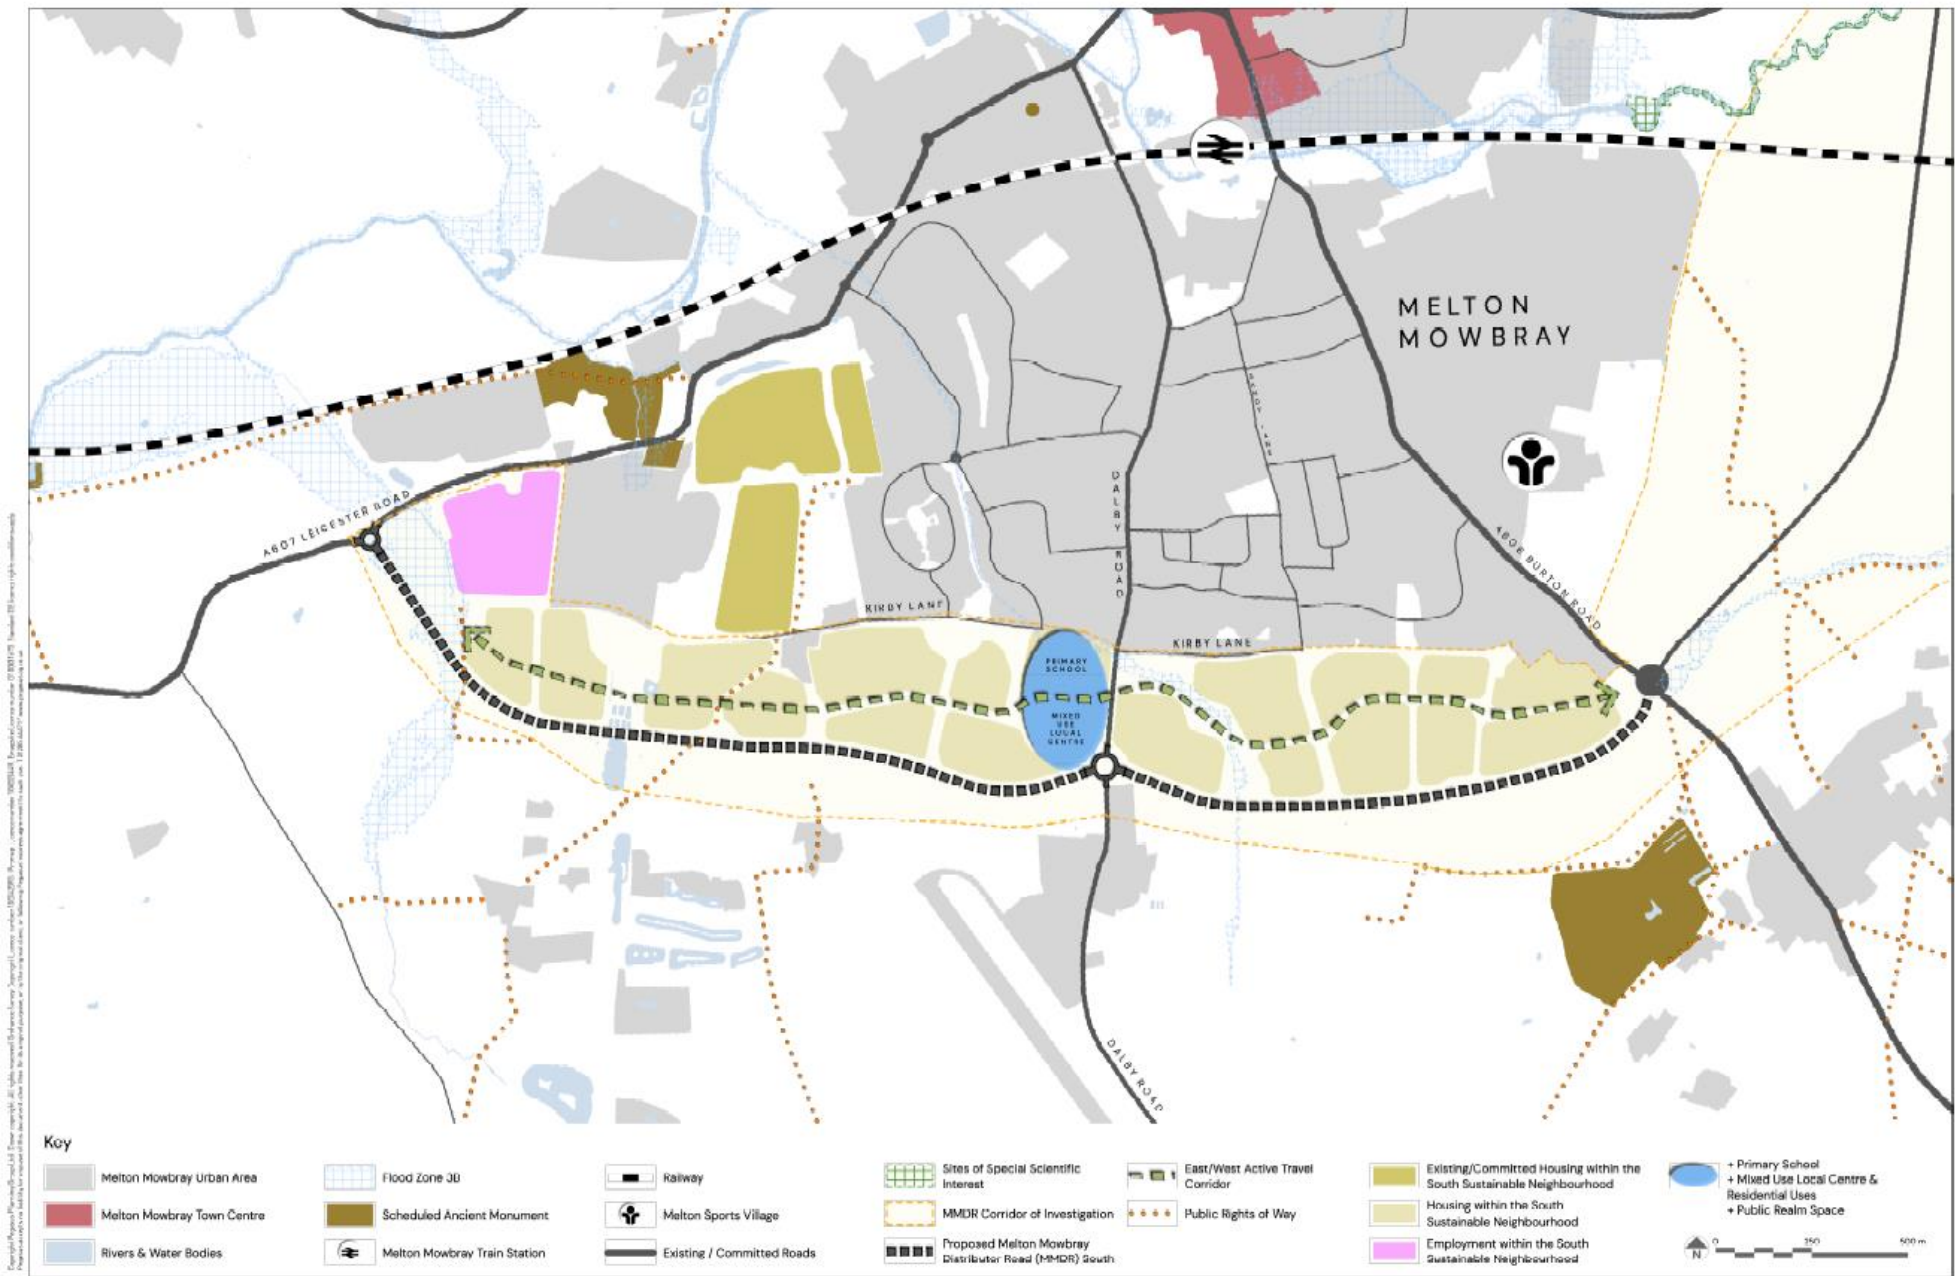 MELTON
MOWBRAY
A607 LEICESTER ROAD
DALBY ROAD
KIRBY LANE
KIRBY LANE
A606 BURTON ROAD
PRIMARY
SCHOOL
MIXED
USE
LOCAL
CENTRE
DALBY ROAD
Key
Melton Mowbray Urban Area
Melton Mowbray Town Centre
Rivers & Water Bodies
Flood Zone 3B
Scheduled Ancient Monument
Melton Mowbray Train Station
Railway
Melton Sports Village
Existing / Committed Roads
Sites of Special Scientific
Interest
MMDR Corridor of Investigation
Proposed Melton Mowbray
Distributor Road (MMDR) South
East/West Active Travel
Corridor
Public Rights of Way
Existing/Committed Housing within the
South Sustainable Neighbourhood
Housing within the South
Sustainable Neighbourhood
Employment within the South
Sustainable Neighbourhood
+ Primary School
+ Mixed Use Local Centre &
Residential Uses
+ Public Realm Space
N
0 250 500 m